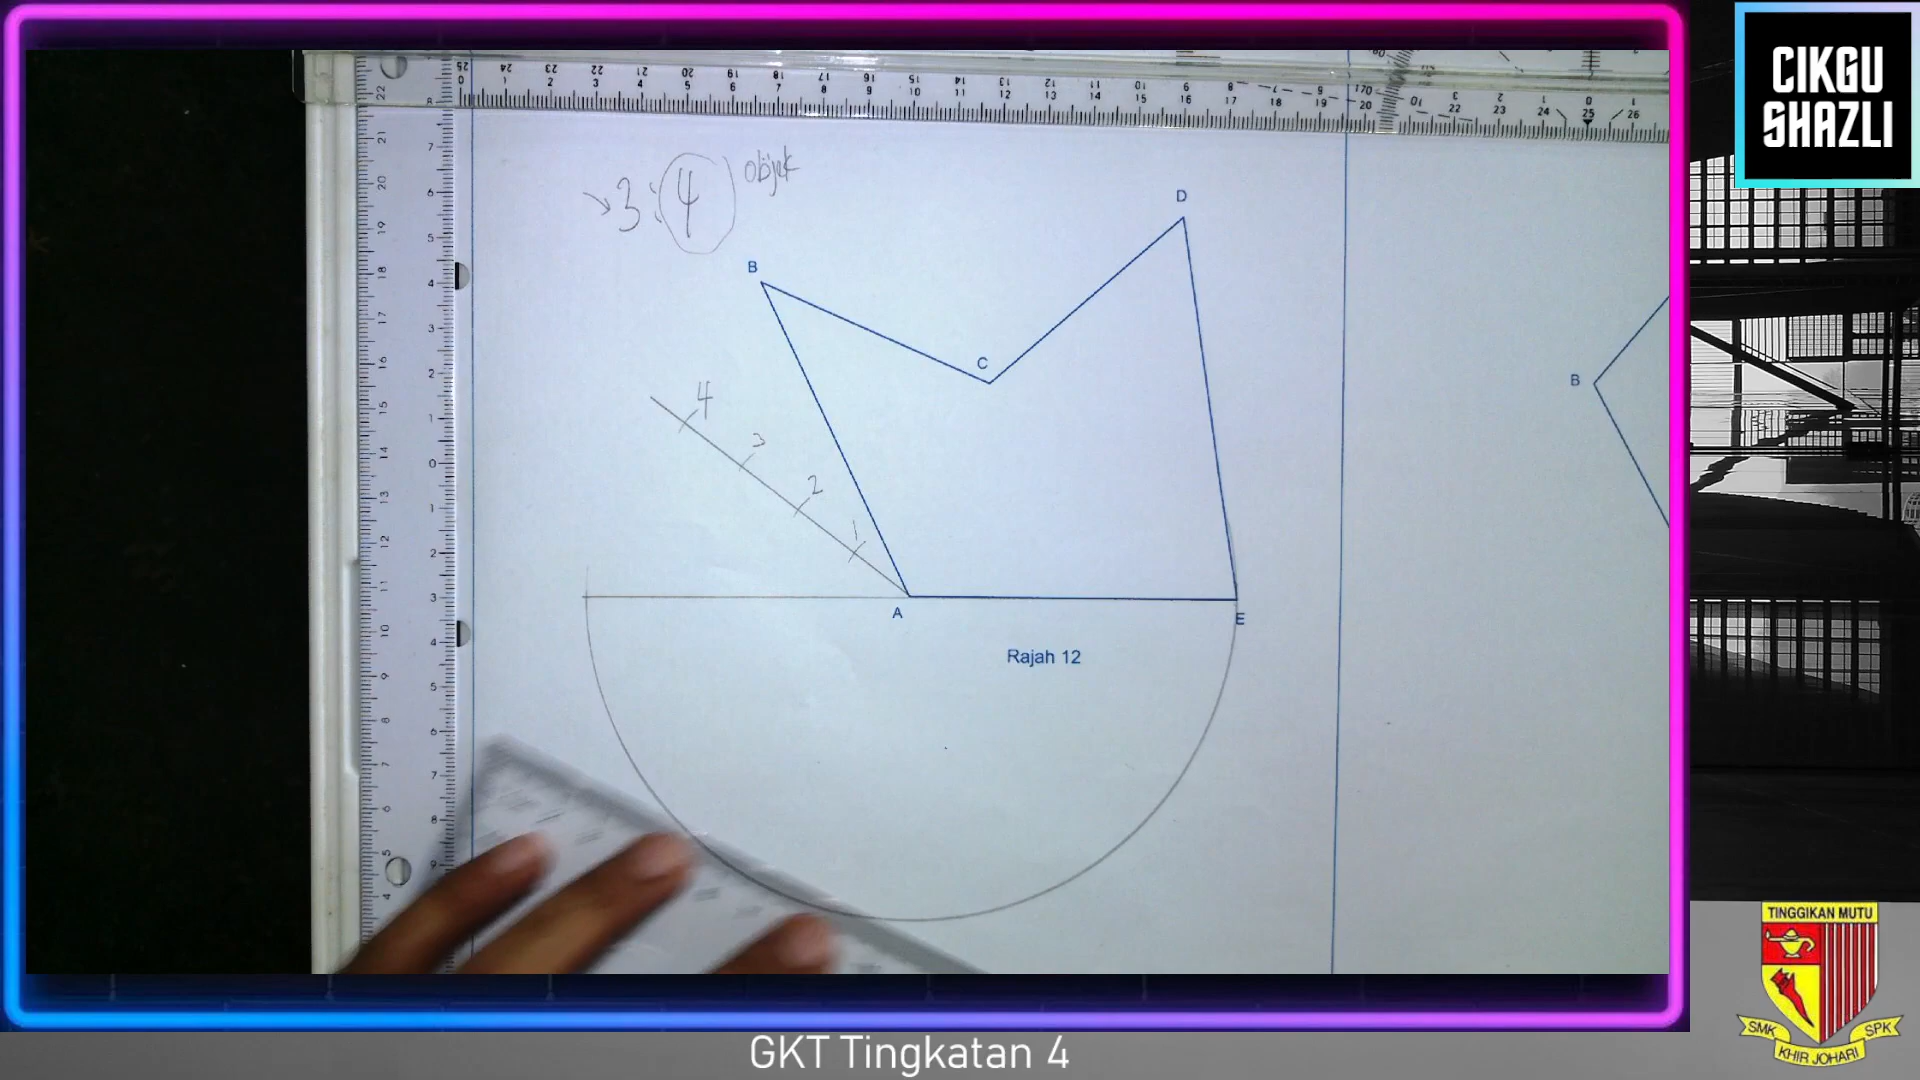 CIKGU
SHAZLI
3:4 objek
D
B
C
B
4
3
2
1
A
E
Rajah 12
TINGGIKAN MUTU
SMK
SPK
KHIR JOHARI
GKT Tingkatan 4